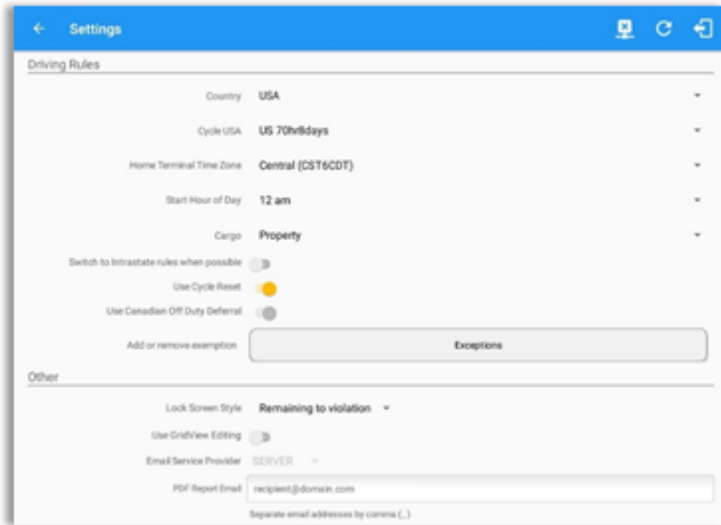 Settings
Driving Rules
Country USA
Cycle USA US 70hr8days
Home Terminal Time Zone Central (CST6CDT)
Start Hour of Day 12 am
Cargo Property
Switch to Intrastate rules when possible
Use Cycle Reset
Use Canadian Off Duty Deferral
Add or remove exemption Exceptions
Other
Lock Screen Style Remaining to violation
Use GridView Editing
Email Service Provider SERVER
PDF Report Email recipient@domain.com
Separate email addresses by comma (,)